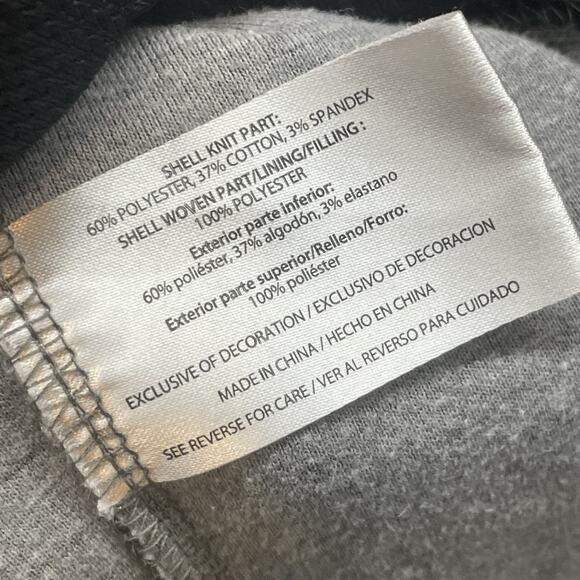 SHELL KNIT PART:
60% POLYESTER, 37% COTTON, 3% SPANDEX
SHELL WOVEN PART/LINING/FILLING:
100% POLYESTER
Exterior parte inferior:
60% poliéster, 37% algodón, 3% elastano
Exterior parte superior/Relleno/Forro:
100% poliéster
EXCLUSIVE OF DECORATION / EXCLUSIVO DE DECORACION
MADE IN CHINA / HECHO EN CHINA
SEE REVERSE FOR CARE / VER AL REVERSO PARA CUIDADO